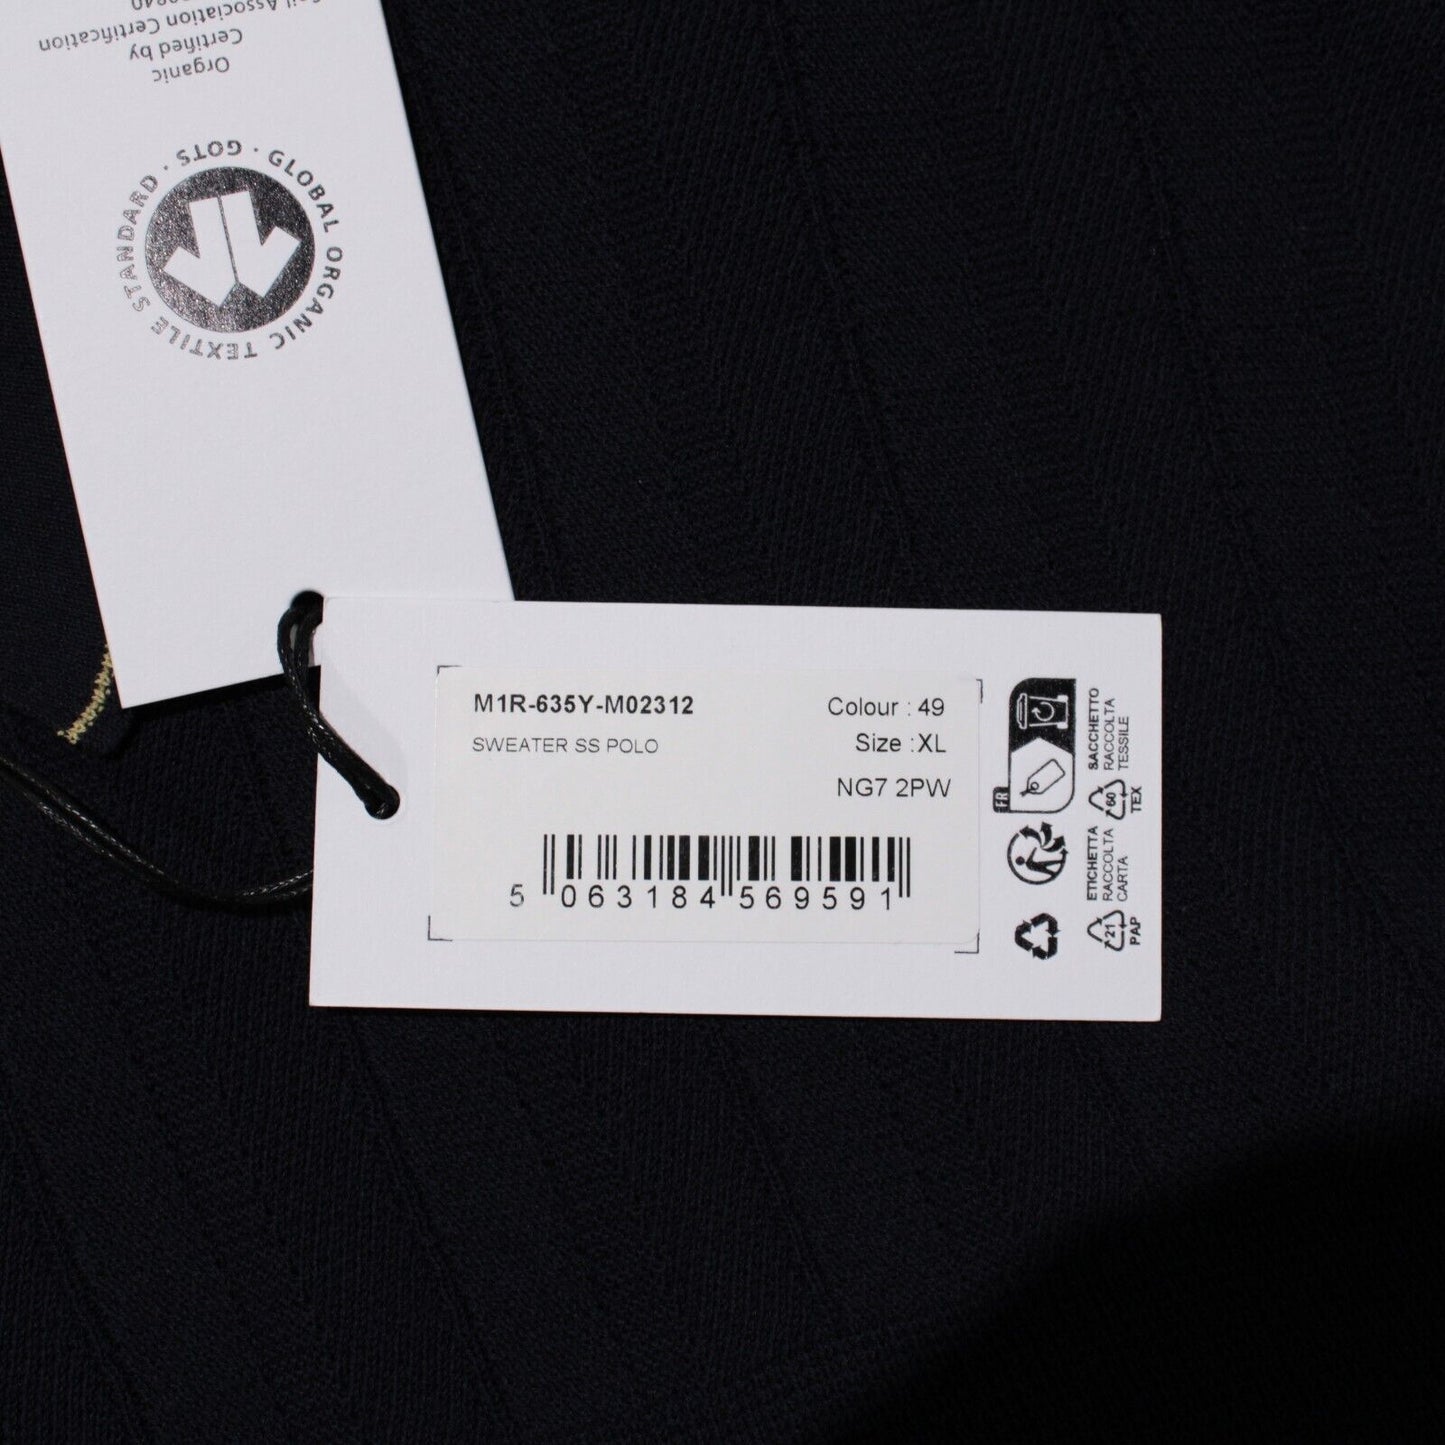 Organic
Certified by
Soil Association Certification
GLOBAL ORGANIC TEXTILE STANDARD · GOTS ·
M1R-635Y-M02312
SWEATER SS POLO
Colour : 49
Size : XL
NG7 2PW
5 063184 569591
FR
SACCHETTO
RACCOLTA
TESSILE
60
TEX
ETICHETTA
RACCOLTA
CARTA
21
PAP